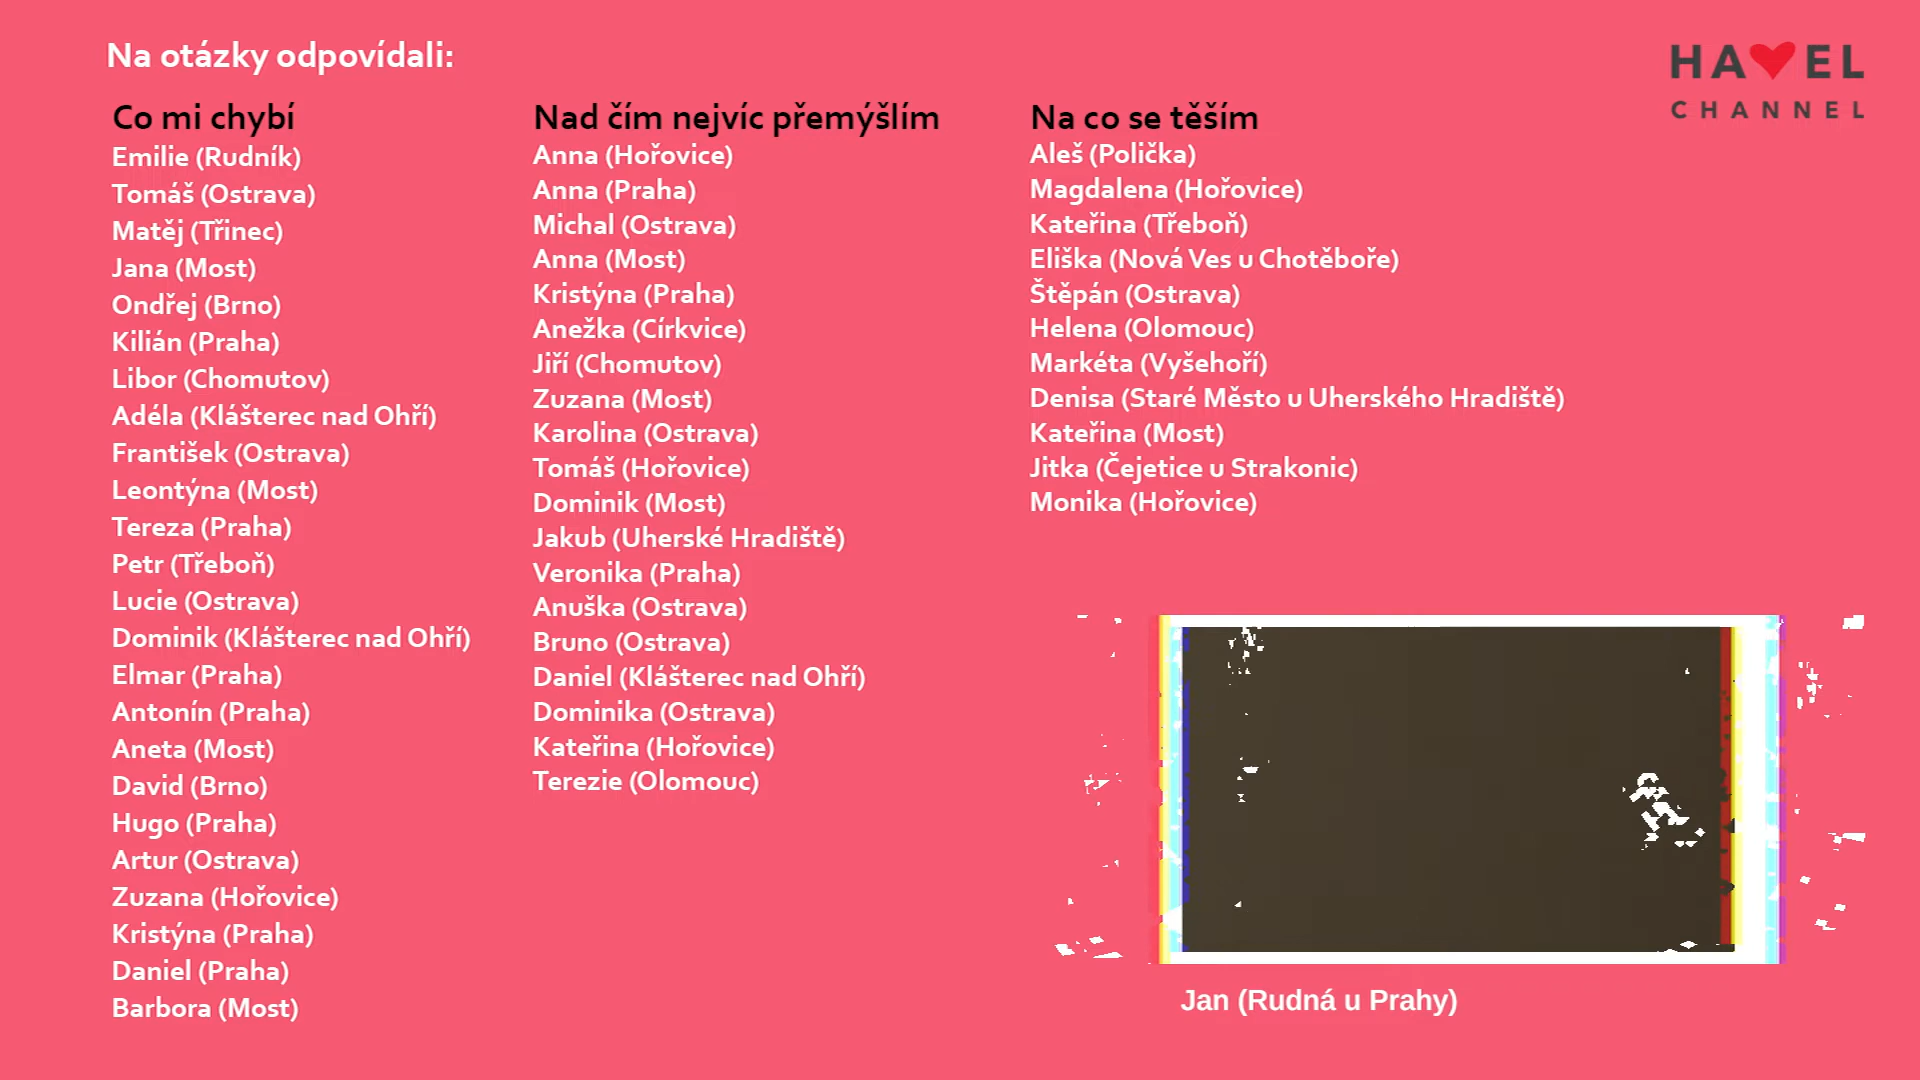 Na otázky odpovídali:
HAVEL
CHANNEL
Co mi chybí
Emilie (Rudník)
Tomáš (Ostrava)
Matěj (Třinec)
Jana (Most)
Ondřej (Brno)
Kilián (Praha)
Libor (Chomutov)
Adéla (Klášterec nad Ohří)
František (Ostrava)
Leontýna (Most)
Tereza (Praha)
Petr (Třeboň)
Lucie (Ostrava)
Dominik (Klášterec nad Ohří)
Elmar (Praha)
Antonín (Praha)
Aneta (Most)
David (Brno)
Hugo (Praha)
Artur (Ostrava)
Zuzana (Hořovice)
Kristýna (Praha)
Daniel (Praha)
Barbora (Most)
Nad čím nejvíc přemýšlím
Anna (Hořovice)
Anna (Praha)
Michal (Ostrava)
Anna (Most)
Kristýna (Praha)
Anežka (Církvice)
Jiří (Chomutov)
Zuzana (Most)
Karolina (Ostrava)
Tomáš (Hořovice)
Dominik (Most)
Jakub (Uherské Hradiště)
Veronika (Praha)
Anuška (Ostrava)
Bruno (Ostrava)
Daniel (Klášterec nad Ohří)
Dominika (Ostrava)
Kateřina (Hořovice)
Terezie (Olomouc)
Na co se těším
Aleš (Polička)
Magdalena (Hořovice)
Kateřina (Třeboň)
Eliška (Nová Ves u Chotěboře)
Štěpán (Ostrava)
Helena (Olomouc)
Markéta (Vyšehoří)
Denisa (Staré Město u Uherského Hradiště)
Kateřina (Most)
Jitka (Čejetice u Strakonic)
Monika (Hořovice)
Jan (Rudná u Prahy)